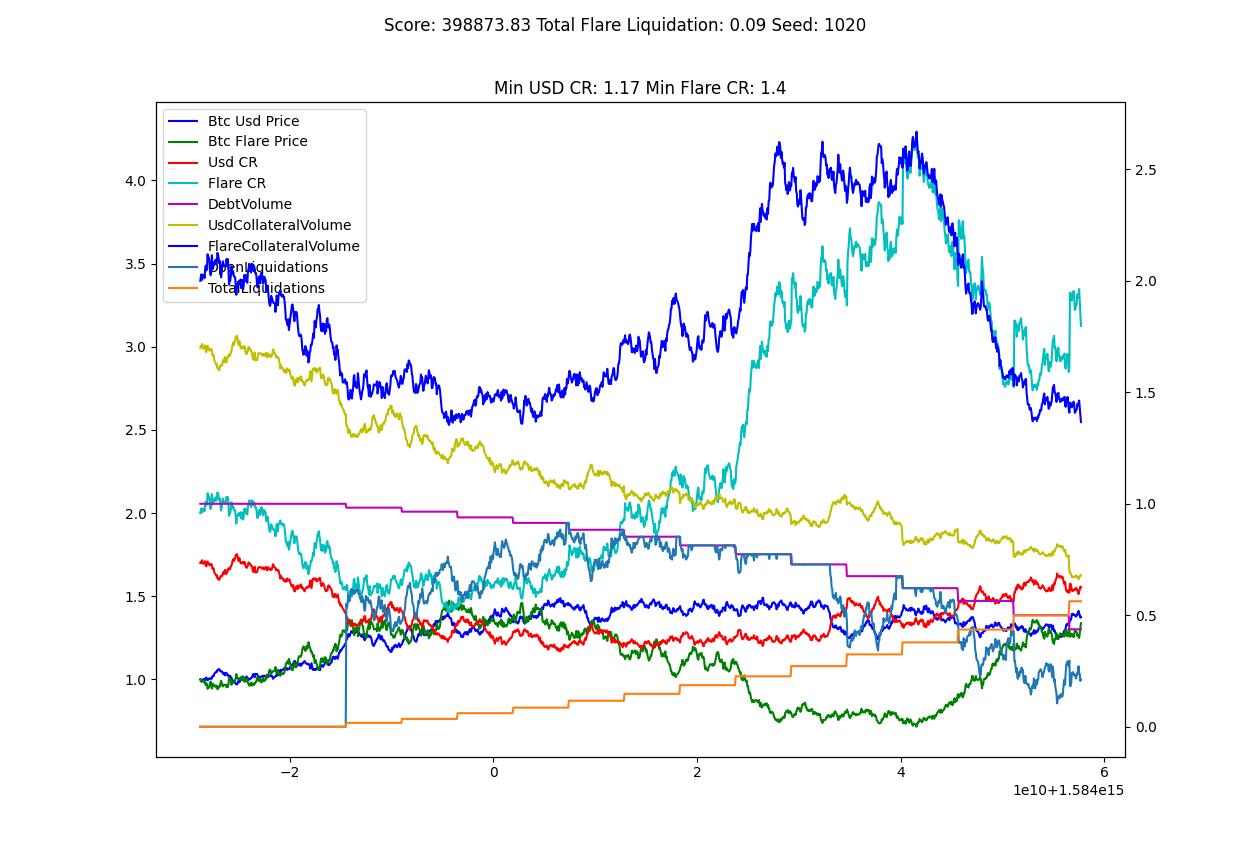 Score: 398873.83 Total Flare Liquidation: 0.09 Seed: 1020
Min USD CR: 1.17 Min Flare CR: 1.4
Btc Usd Price
Btc Flare Price
Usd CR
Flare CR
DebtVolume
UsdCollateralVolume
FlareCollateralVolume
OpenLiquidations
TotalLiquidations
4.0
3.5
3.0
2.5
2.0
1.5
1.0
2.5
2.0
1.5
1.0
0.5
0.0
−2
0
2
4
6
1e10+1.584e15